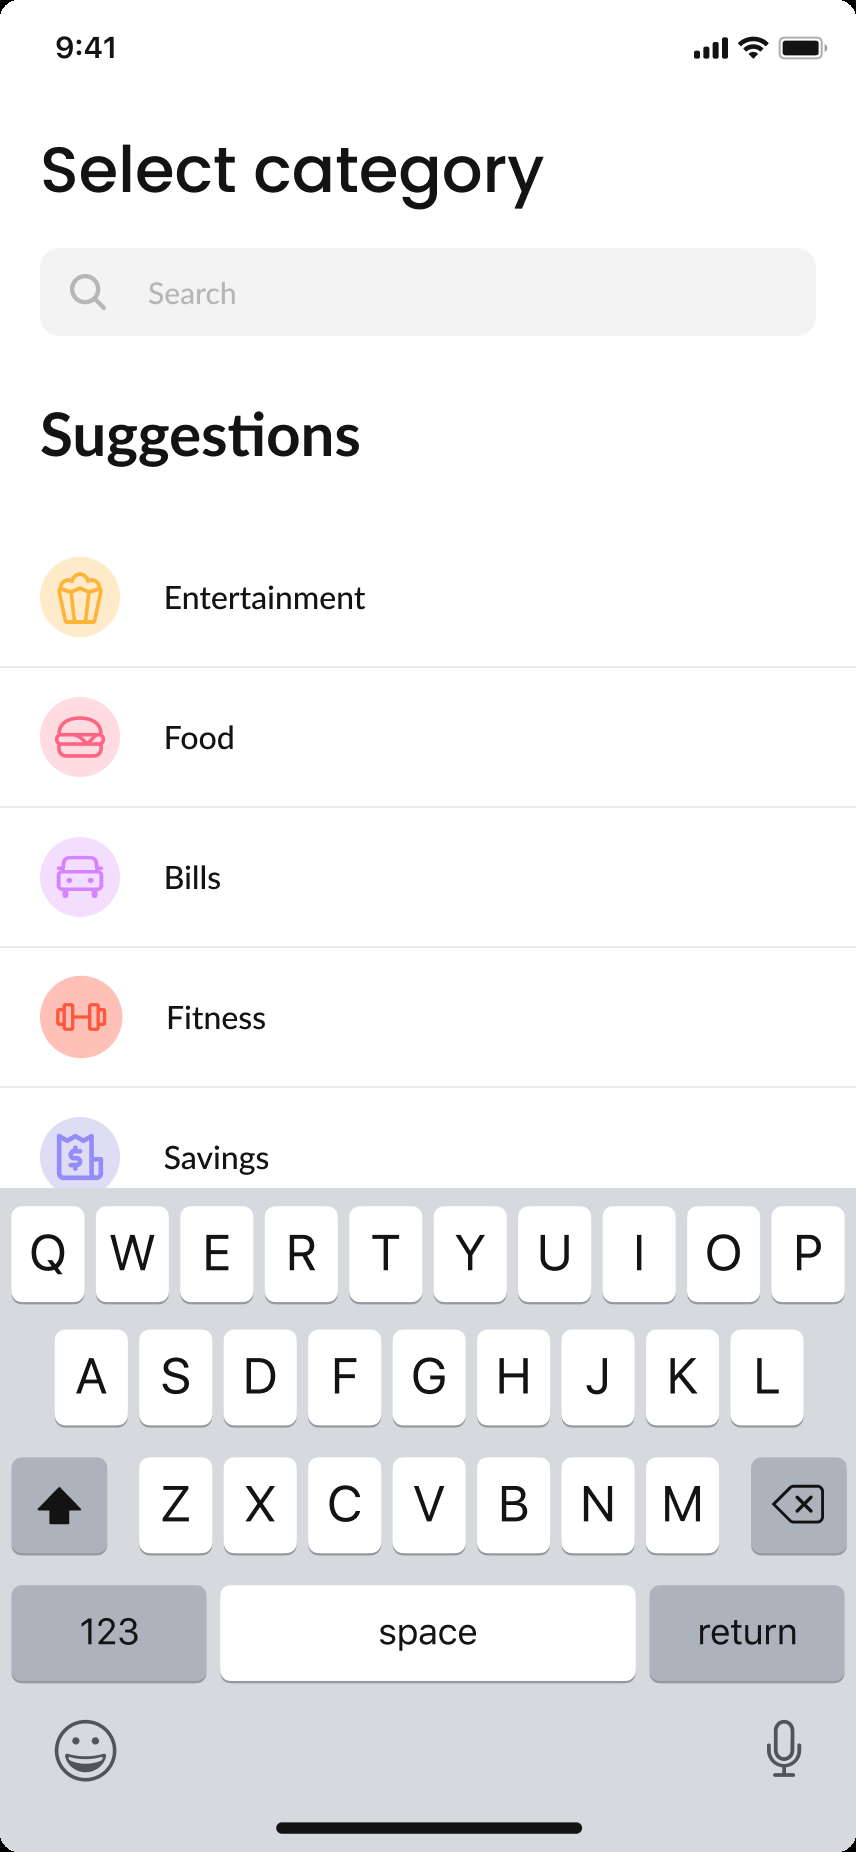 9:41
Select category
Search
Suggestions
Entertainment
Food
Bills
Fitness
$ Savings
Q W E R T Y U I O P
A S D F G H J K L
Z X C V B N M
123 space return